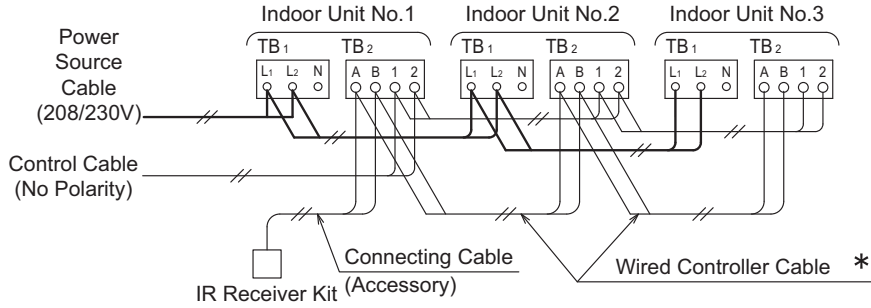 Indoor Unit No.1 Indoor Unit No.2 Indoor Unit No.3
Power
Source
Cable
(208/230V)
TB1 TB2 TB1 TB2 TB1 TB2
L1 L2 N A B 1 2 L1 L2 N A B 1 2 L1 L2 N A B 1 2
Control Cable
(No Polarity)
Connecting Cable
(Accessory)
Wired Controller Cable *
IR Receiver Kit